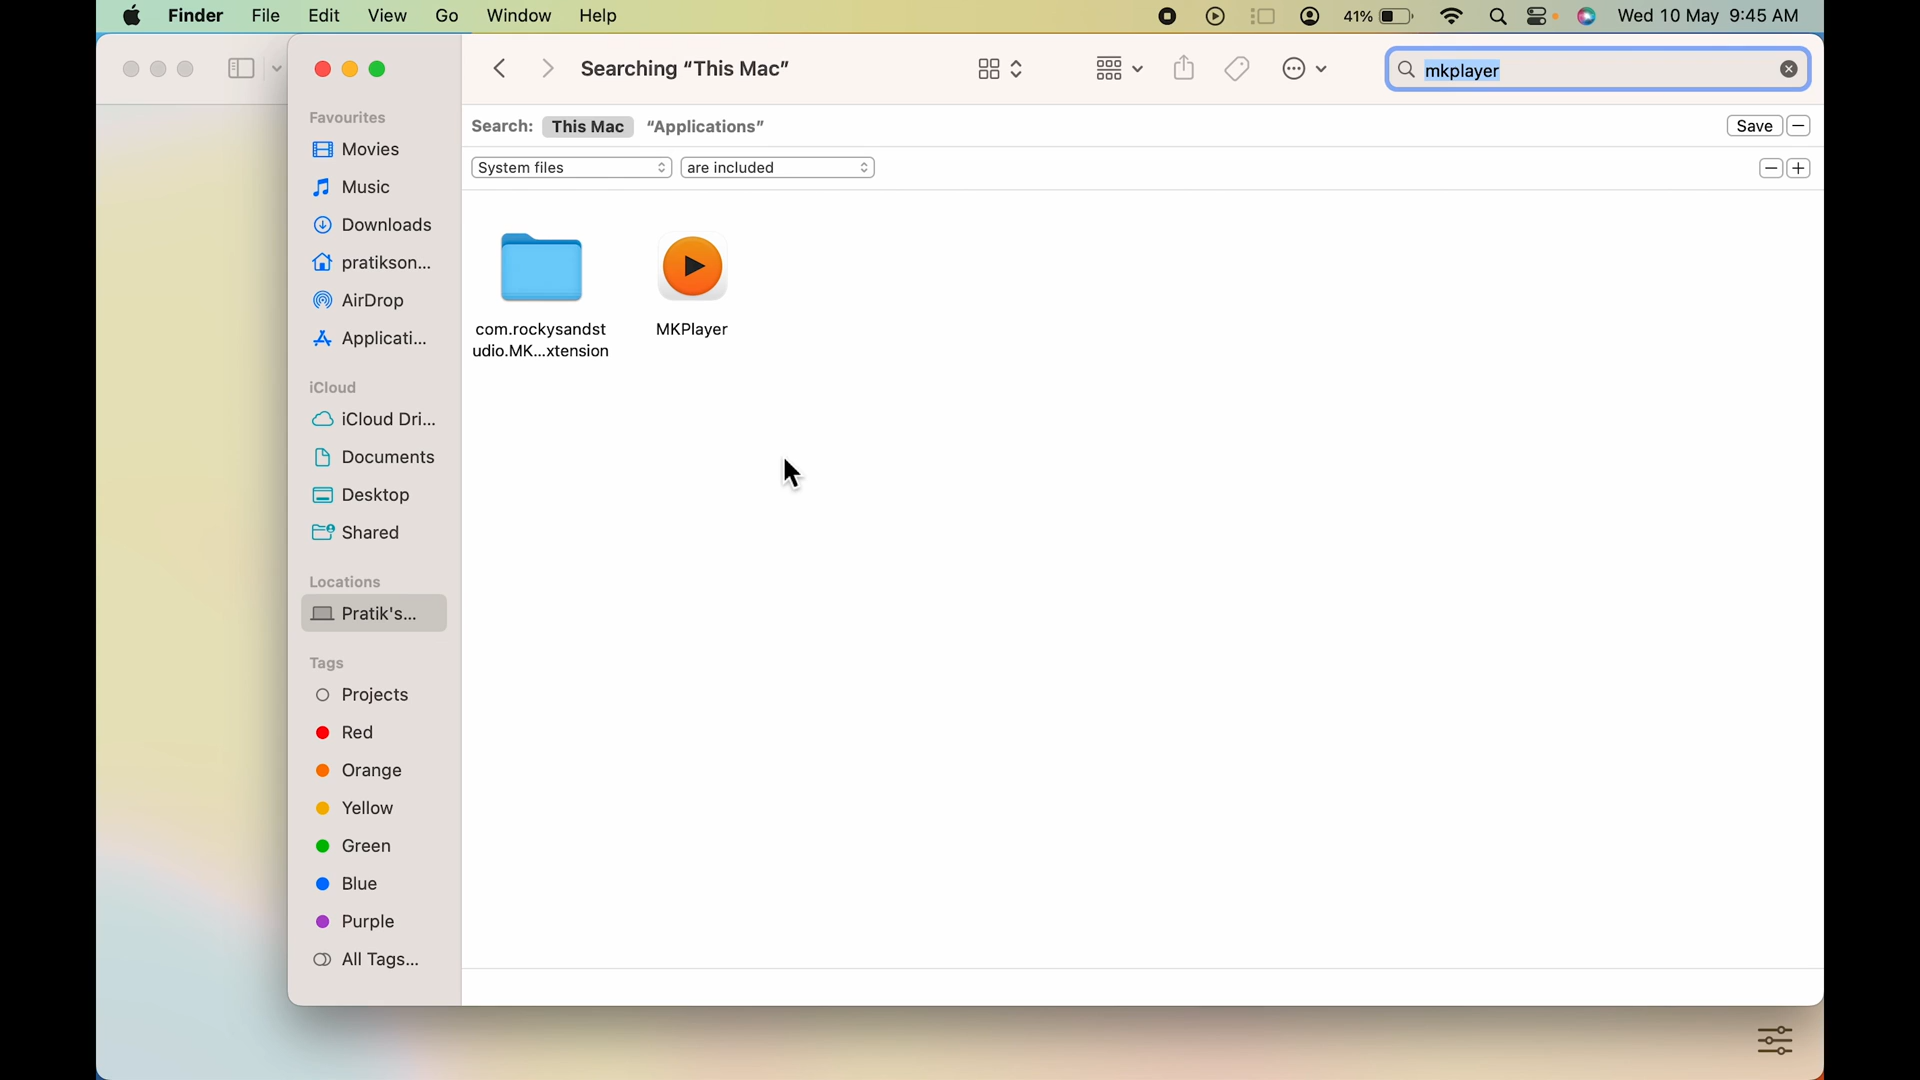 Finder File Edit View Go Window Help 41% Wed 10 May 9:45 AM
Searching “This Mac” mkplayer
Search: This Mac “Applications” Save
System files are included
Favourites
Movies
Music
Downloads
pratikson...
AirDrop
Applicati...
iCloud
iCloud Dri...
Documents
Desktop
Shared
Locations
Pratik's...
Tags
Projects
Red
Orange
Yellow
Green
Blue
Purple
All Tags...
com.rockysandst
udio.MK...xtension
MKPlayer